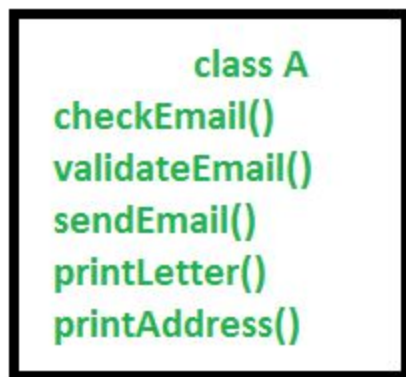 class A
checkEmail()
validateEmail()
sendEmail()
printLetter()
printAddress()